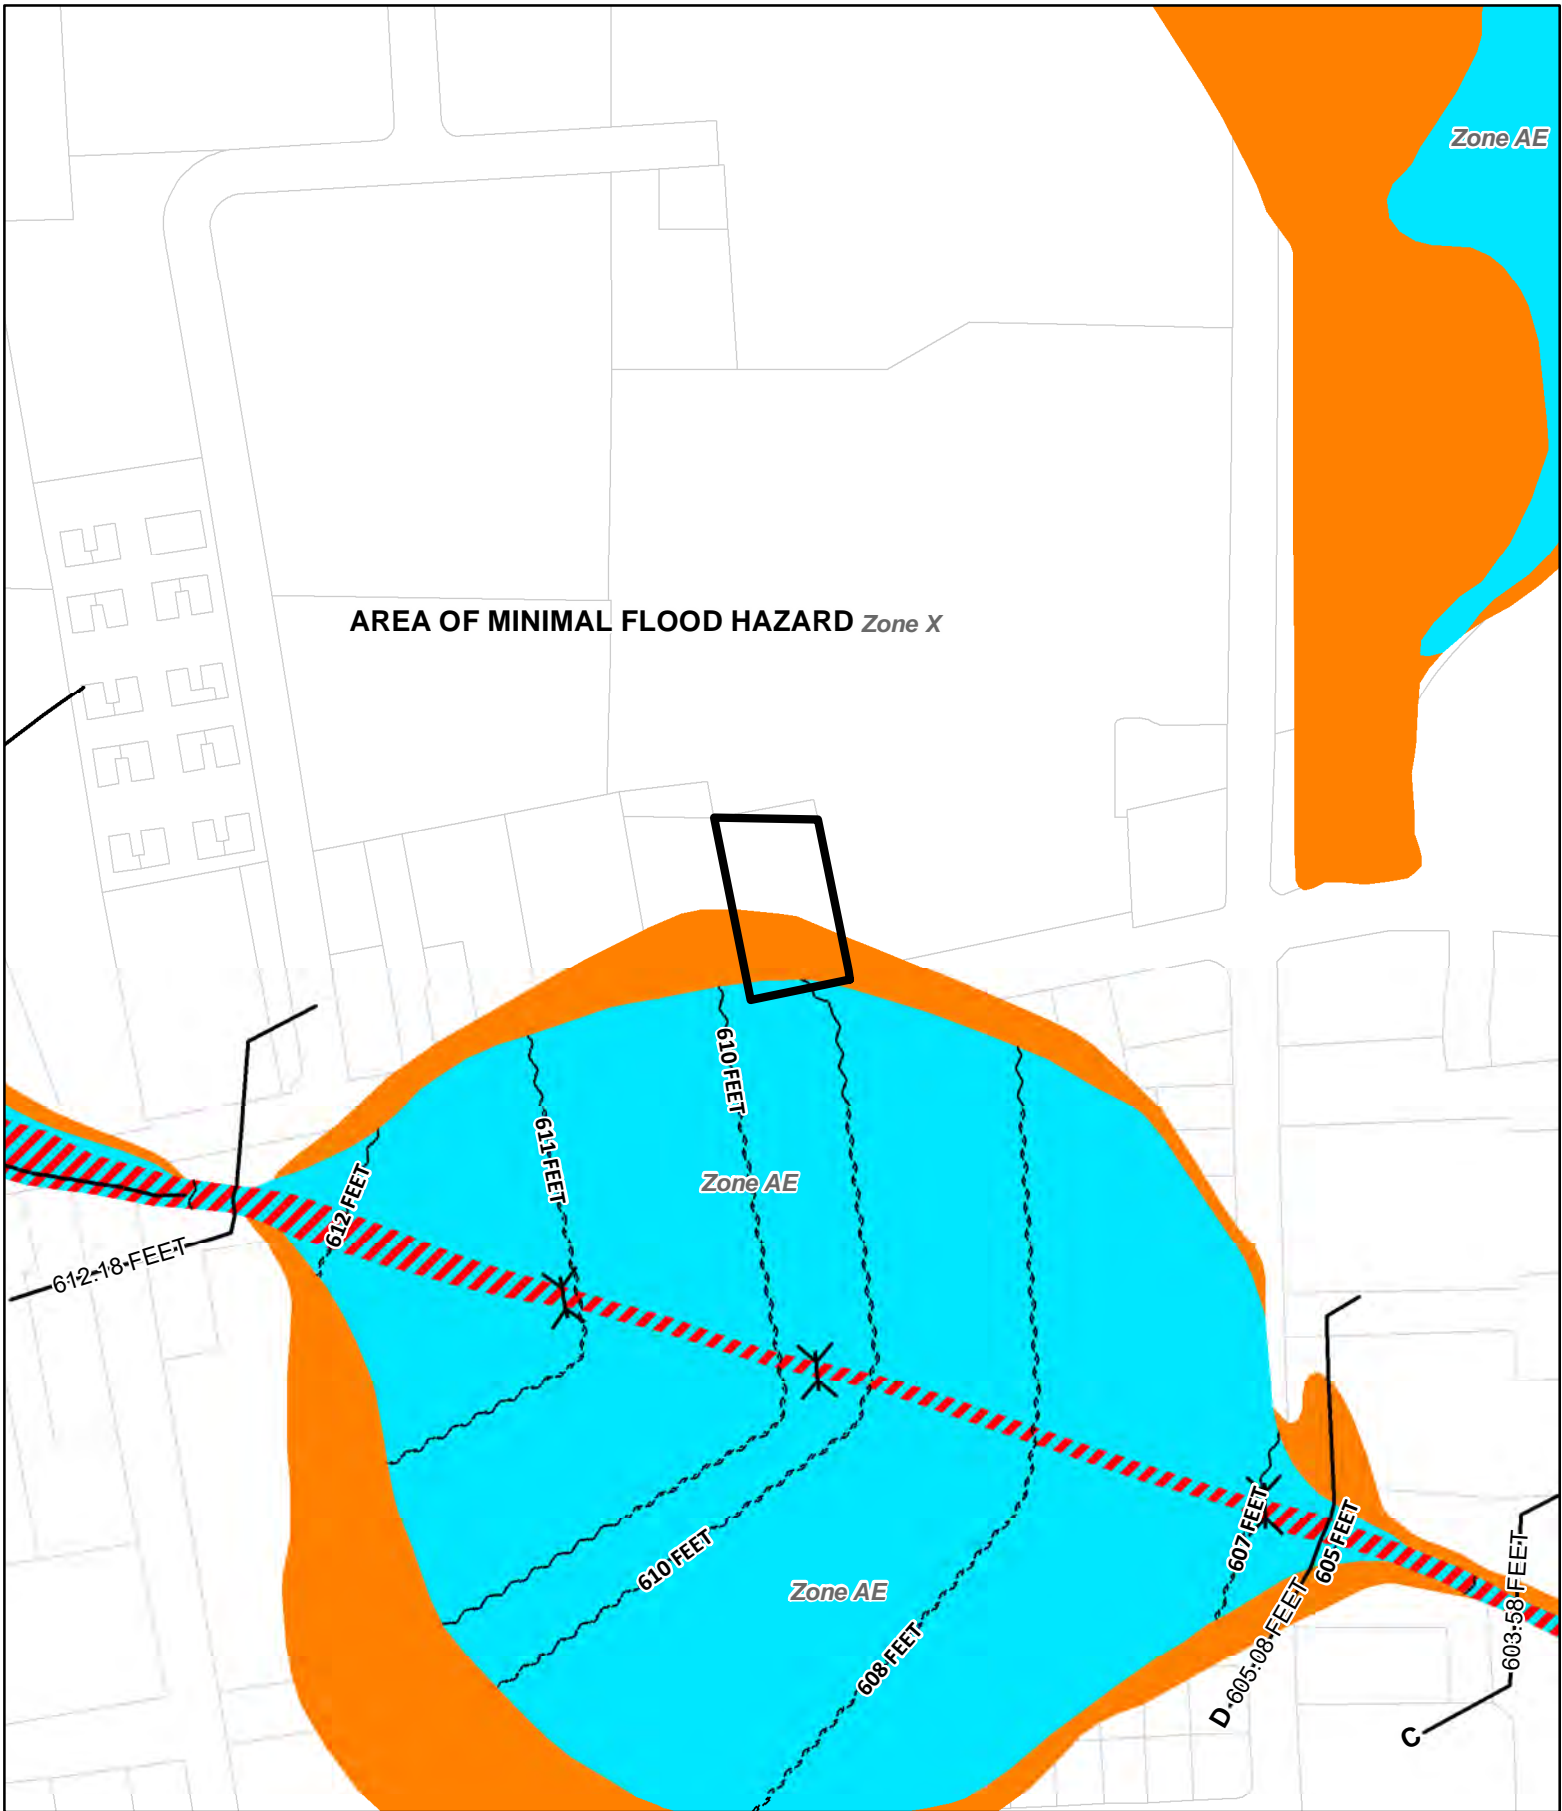 Zone AE
AREA OF MINIMAL FLOOD HAZARD Zone X
610 FEET
611 FEET
612 FEET
Zone AE
612.18 FEET
607 FEET
605 FEET
610 FEET
Zone AE
608 FEET
D 605.08 FEET
603.58 FEET
C